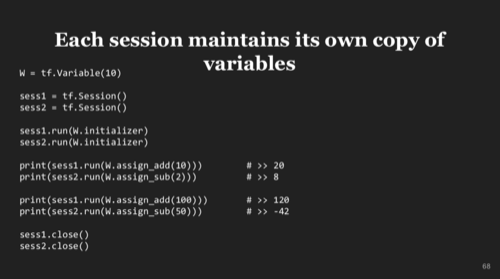 Each session maintains its own copy of
variables
W = tf.Variable(10)
sess1 = tf.Session()
sess2 = tf.Session()
sess1.run(W.initializer)
sess2.run(W.initializer)
print(sess1.run(W.assign_add(10))) # >> 20
print(sess2.run(W.assign_sub(2))) # >> 8
print(sess1.run(W.assign_add(100))) # >> 120
print(sess2.run(W.assign_sub(50))) # >> -42
sess1.close()
sess2.close()
68